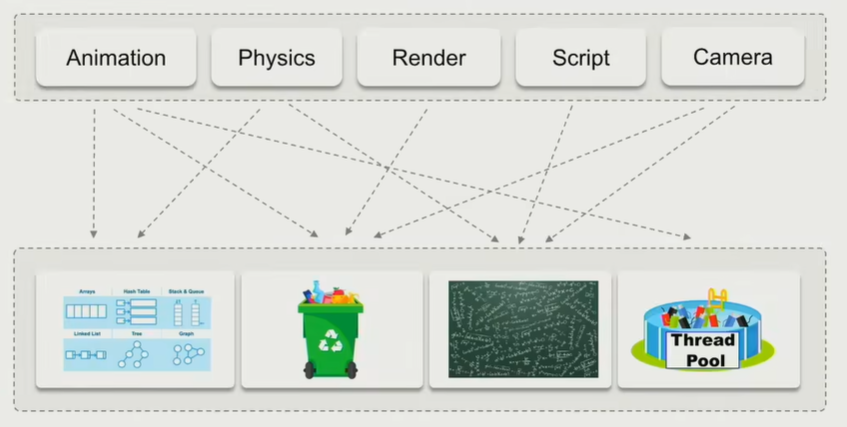 Animation
Physics
Render
Script
Camera
Arrays
Hash Table
Stack & Queue
Linked List
Tree
Graph
Thread
Pool